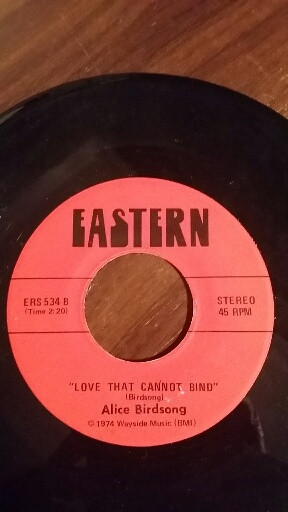 EASTERN
ERS 534 B
(Time 2:20)
STEREO
45 RPM
"LOVE THAT CANNOT BIND"
(Birdsong)
Alice Birdsong
© 1974 Wayside Music (BMI)